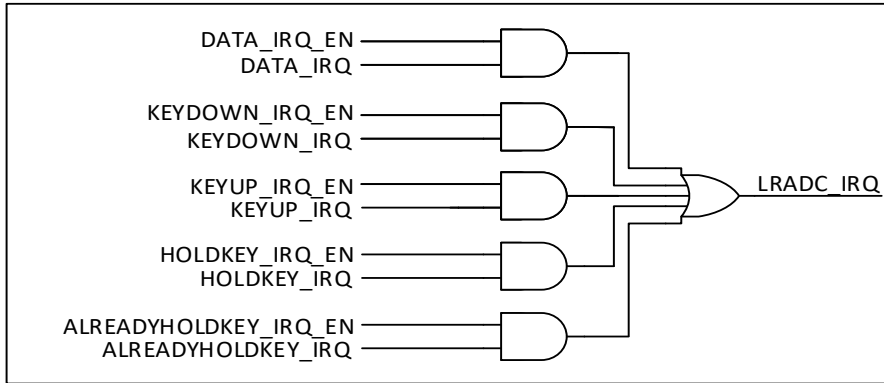 DATA_IRQ_EN
DATA_IRQ
KEYDOWN_IRQ_EN
KEYDOWN_IRQ
KEYUP_IRQ_EN
KEYUP_IRQ
LRADC_IRQ
HOLDKEY_IRQ_EN
HOLDKEY_IRQ
ALREADYHOLDKEY_IRQ_EN
ALREADYHOLDKEY_IRQ